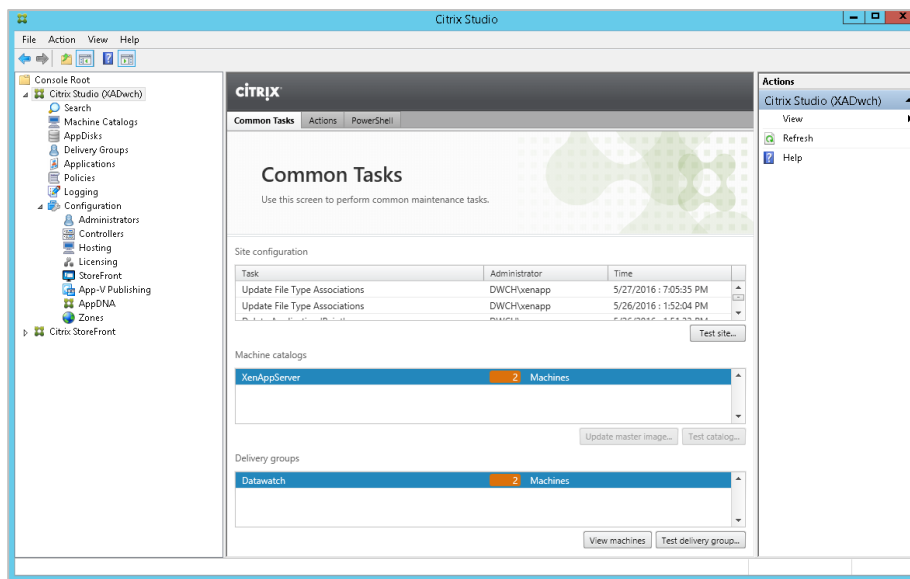 Citrix Studio
File Action View Help
Console Root
Citrix Studio (XADwch)
Search
Machine Catalogs
AppDisks
Delivery Groups
Applications
Policies
Logging
Configuration
Administrators
Controllers
Hosting
Licensing
StoreFront
App-V Publishing
AppDNA
Zones
Citrix StoreFront
CİTRIX
Common Tasks Actions PowerShell
Common Tasks
Use this screen to perform common maintenance tasks.
Site configuration
Task Administrator Time
Update File Type Associations DWCH\xenapp 5/27/2016 : 7:05:35 PM
Update File Type Associations DWCH\xenapp 5/26/2016 : 1:52:04 PM
Test site...
Machine catalogs
XenAppServer 2 Machines
Update master image... Test catalog...
Delivery groups
Datawatch 2 Machines
View machines Test delivery group...
Actions
Citrix Studio (XADwch)
View
Refresh
Help